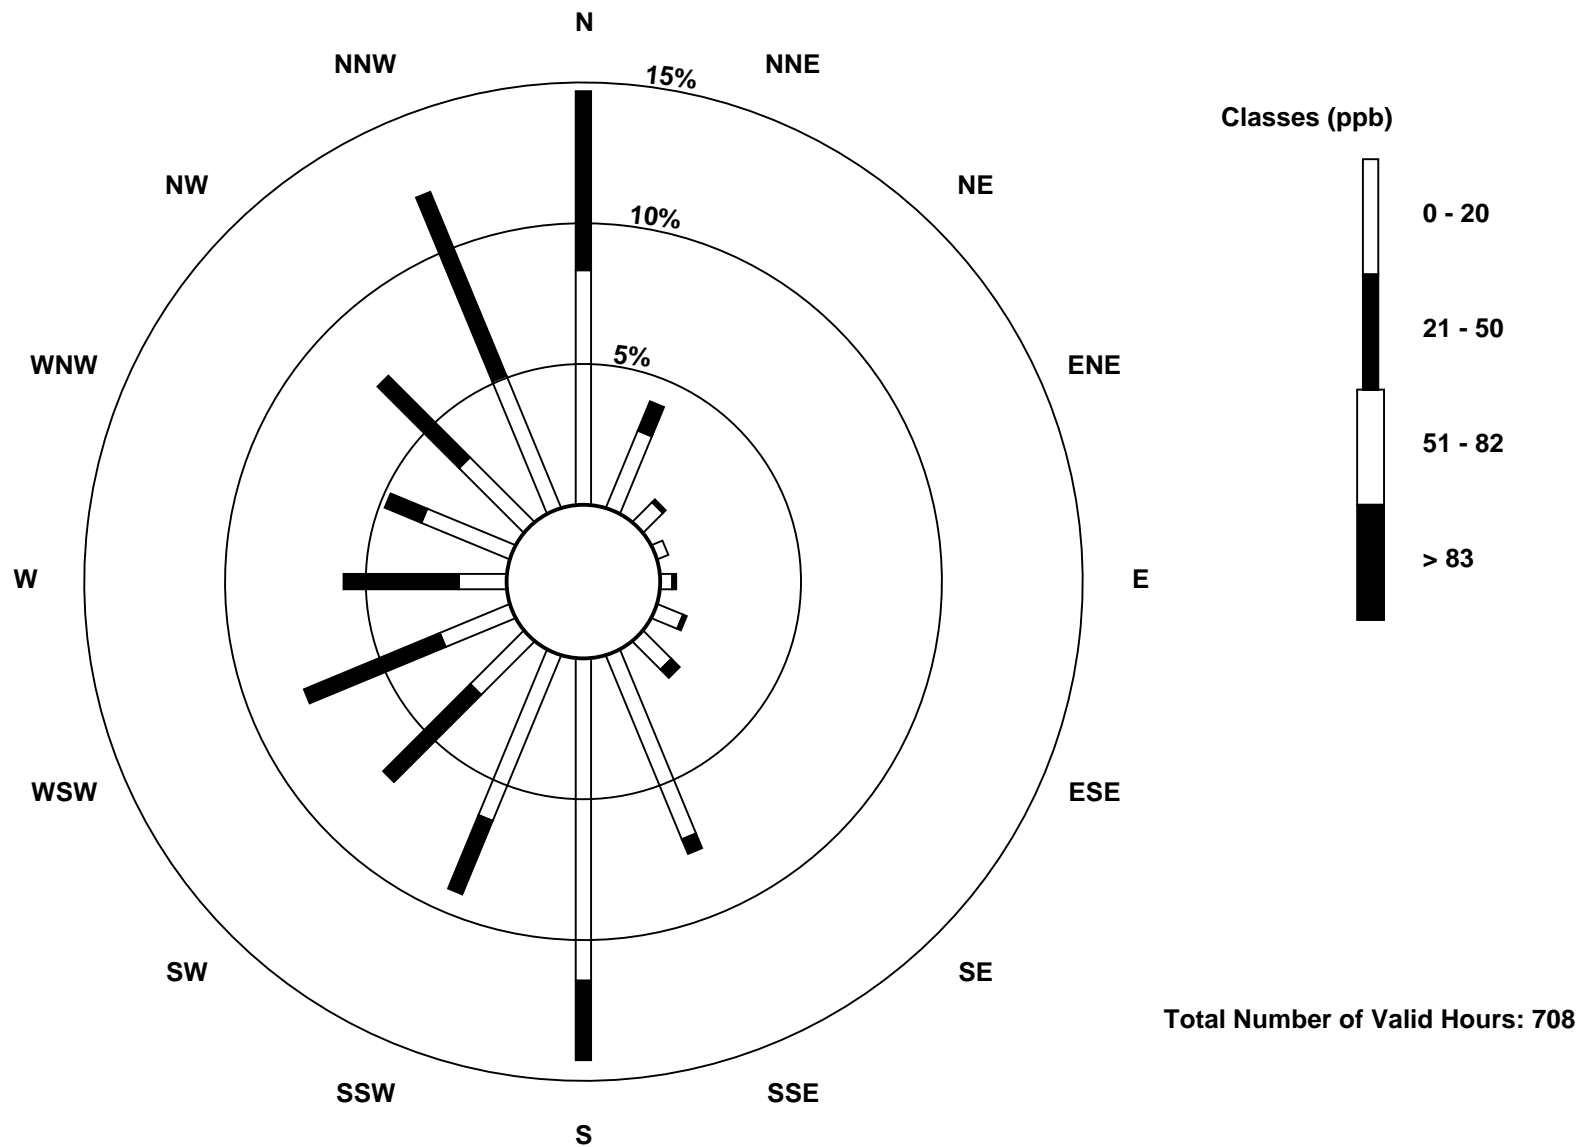 N
NNW
NNE
15%
Classes (ppb)
NW
NE
0 - 20
10%
21 - 50
5%
WNW
ENE
51 - 82
> 83
W
E
WSW
ESE
SW
SE
Total Number of Valid Hours: 708
SSW
SSE
S